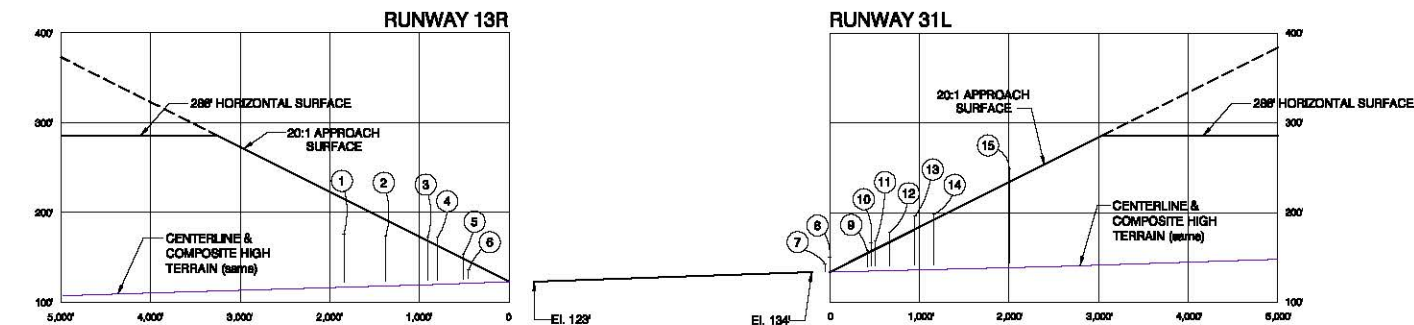 RUNWAY 13R
400'
300'
200'
100'
286' HORIZONTAL SURFACE
20:1 APPROACH
SURFACE
1
2
3
4
5
6
CENTERLINE &
COMPOSITE HIGH
TERRAIN (same)
5,000'
4,000'
3,000'
2,000'
1,000'
0
El. 123'
El. 134'
RUNWAY 31L
400'
300'
200'
100'
20:1 APPROACH
SURFACE
286' HORIZONTAL SURFACE
7
8
9
10
11
12
13
14
15
CENTERLINE &
COMPOSITE HIGH
TERRAIN (same)
0
1,000'
2,000'
3,000'
4,000'
5,000'